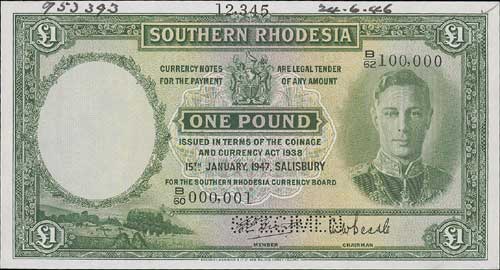 953393 12,345 24-6-46
£1 SOUTHERN RHODESIA £1
CURRENCY NOTES ARE LEGAL TENDER
B/62 100,000
FOR THE PAYMENT OF ANY AMOUNT
ONE POUND
ISSUED IN TERMS OF THE COINAGE
AND CURRENCY ACT 1938
15TH JANUARY, 1947, SALISBURY
FOR THE SOUTHERN RHODESIA CURRENCY BOARD
B/60 000,001
SPECIMEN
£1 MEMBER CHAIRMAN £1